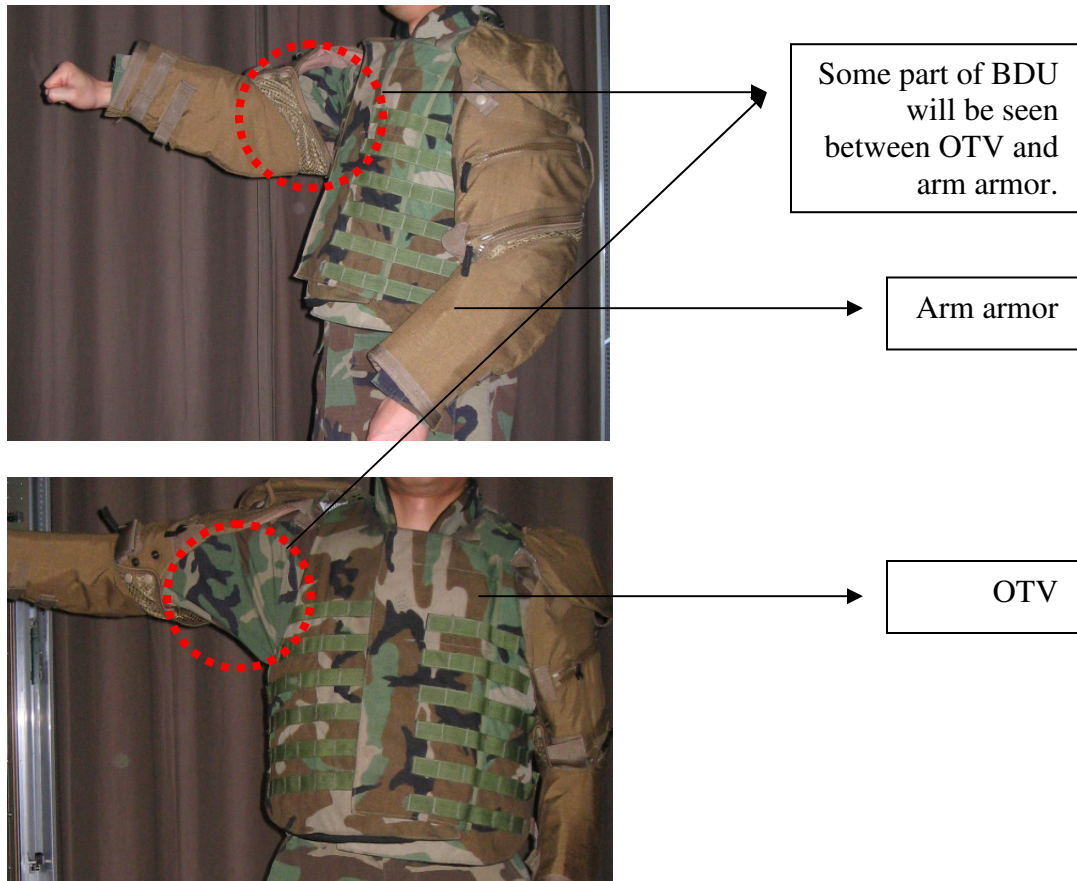 Some part of BDU
will be seen
between OTV and
arm armor.
Arm armor
OTV